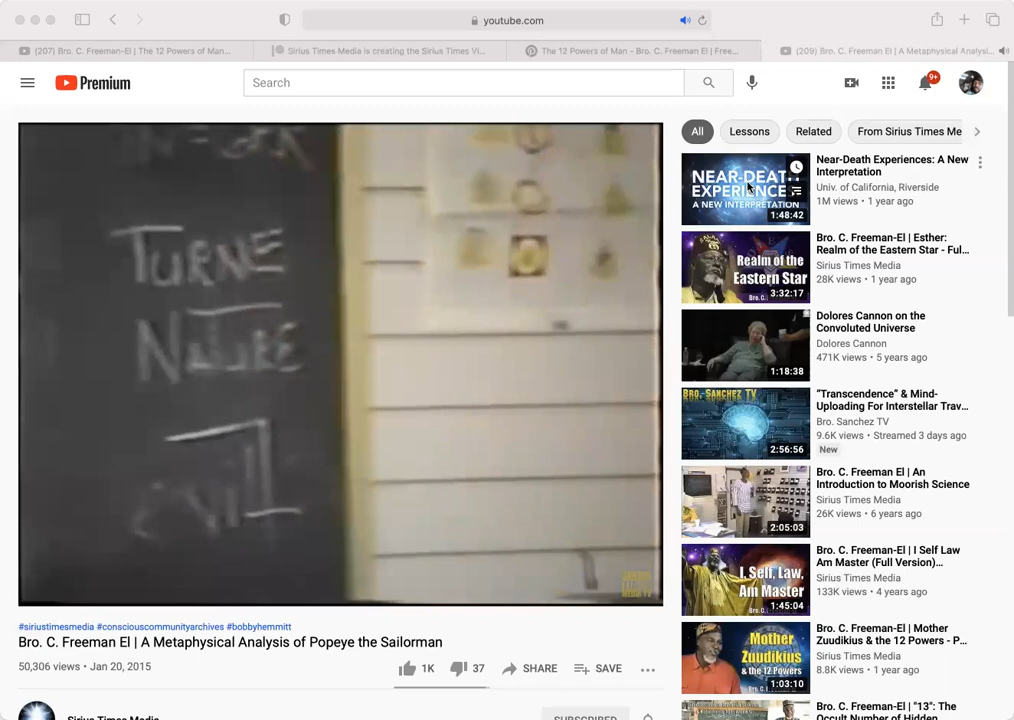 youtube.com
(207) Bro. C. Freeman-El | The 12 Powers of Man...
Sirius Times Media is creating the Sirius Times Vi...
The 12 Powers of Man - Bro. C. Freeman El | Free...
(209) Bro. C. Freeman El | A Metaphysical Analysi...
Premium
Search
9+
All
Lessons
Related
From Sirius Times Me
TURNE
NATURE
NEAR-DEATH
EXPERIENCE
A NEW INTERPRETATION
1:48:42
Near-Death Experiences: A New
Interpretation
Univ. of California, Riverside
1M views • 1 year ago
Realm of the
Eastern Star
Bro. C.
3:32:17
Bro. C. Freeman-El | Esther:
Realm of the Eastern Star - Ful...
Sirius Times Media
28K views • 1 year ago
1:18:38
Dolores Cannon on the
Convoluted Universe
Dolores Cannon
471K views • 5 years ago
BRO. SANCHEZ TV
2:56:56
"Transcendence" & Mind-
Uploading For Interstellar Trav...
Bro. Sanchez TV
9.6K views • Streamed 3 days ago
New
2:05:03
Bro. C. Freeman El | An
Introduction to Moorish Science
Sirius Times Media
26K views • 6 years ago
I, Self, Law,
Am Master
Bro. C.
1:45:04
Bro. C. Freeman-El | I Self Law
Am Master (Full Version)...
Sirius Times Media
133K views • 4 years ago
Mother
Zuudikius
& the 12 Powers
Bro. C.
1:03:10
Bro. C. Freeman-El | Mother
Zuudikius & the 12 Powers - P...
Sirius Times Media
8.8K views • 1 year ago
Bro. C. Freeman El | "13": The
Occult Number of Hidden
#siriustimesmedia #consciouscommunityarchives #bobbyhemmitt
Bro. C. Freeman El | A Metaphysical Analysis of Popeye the Sailorman
50,306 views • Jan 20, 2015
1K
37
SHARE
SAVE
Sirius Times Media
SUBSCRIBED